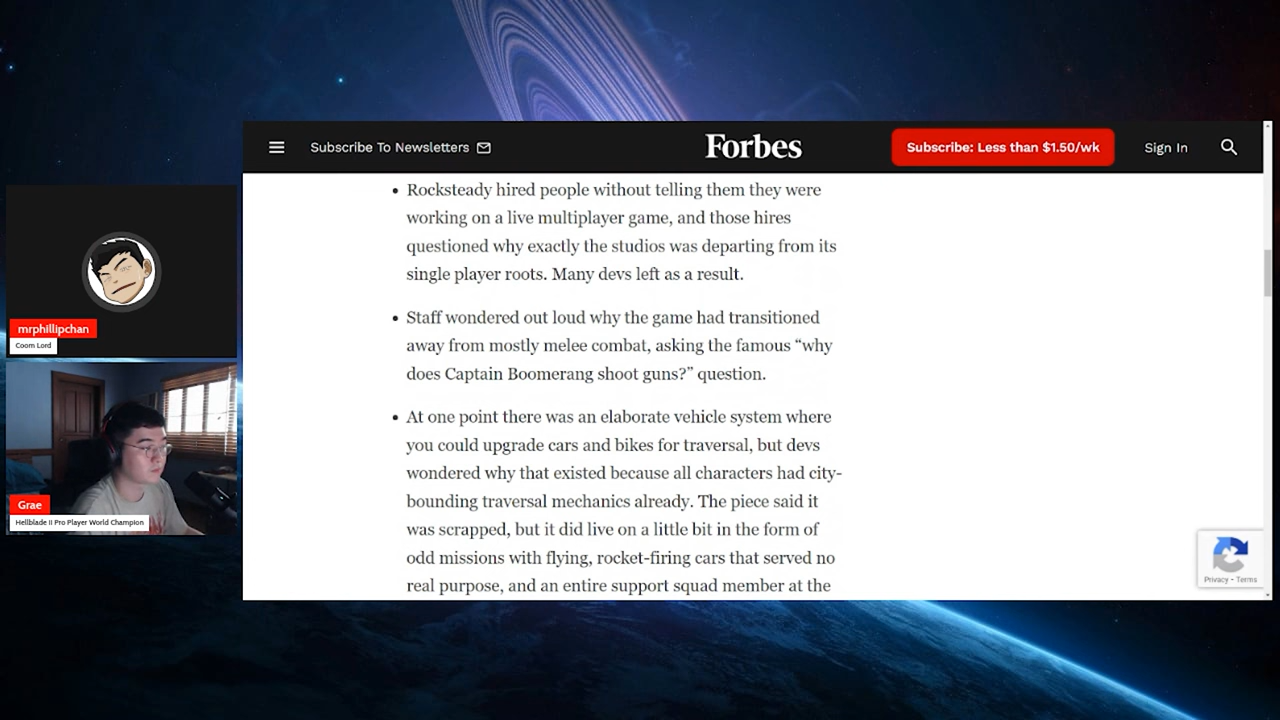 Subscribe To Newsletters
Forbes
Subscribe: Less than $1.50/wk
Sign In
• Rocksteady hired people without telling them they were
working on a live multiplayer game, and those hires
questioned why exactly the studios was departing from its
single player roots. Many devs left as a result.
• Staff wondered out loud why the game had transitioned
away from mostly melee combat, asking the famous “why
does Captain Boomerang shoot guns?” question.
• At one point there was an elaborate vehicle system where
you could upgrade cars and bikes for traversal, but devs
wondered why that existed because all characters had city-
bounding traversal mechanics already. The piece said it
was scrapped, but it did live on a little bit in the form of
odd missions with flying, rocket-firing cars that served no
real purpose, and an entire support squad member at the
mrphillipchan
Coom Lord
Grae
Hellblade II Pro Player World Champion
Privacy - Terms